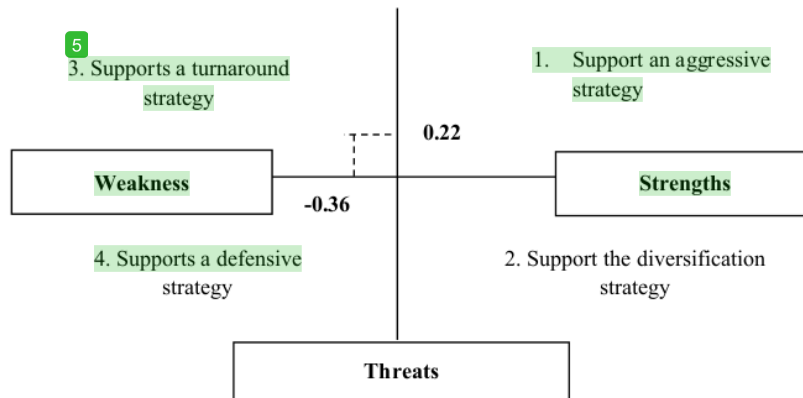 5
3. Supports a turnaround
strategy
1. Support an aggressive
strategy
0.22
Weakness
Strengths
-0.36
4. Supports a defensive
strategy
2. Support the diversification
strategy
Threats